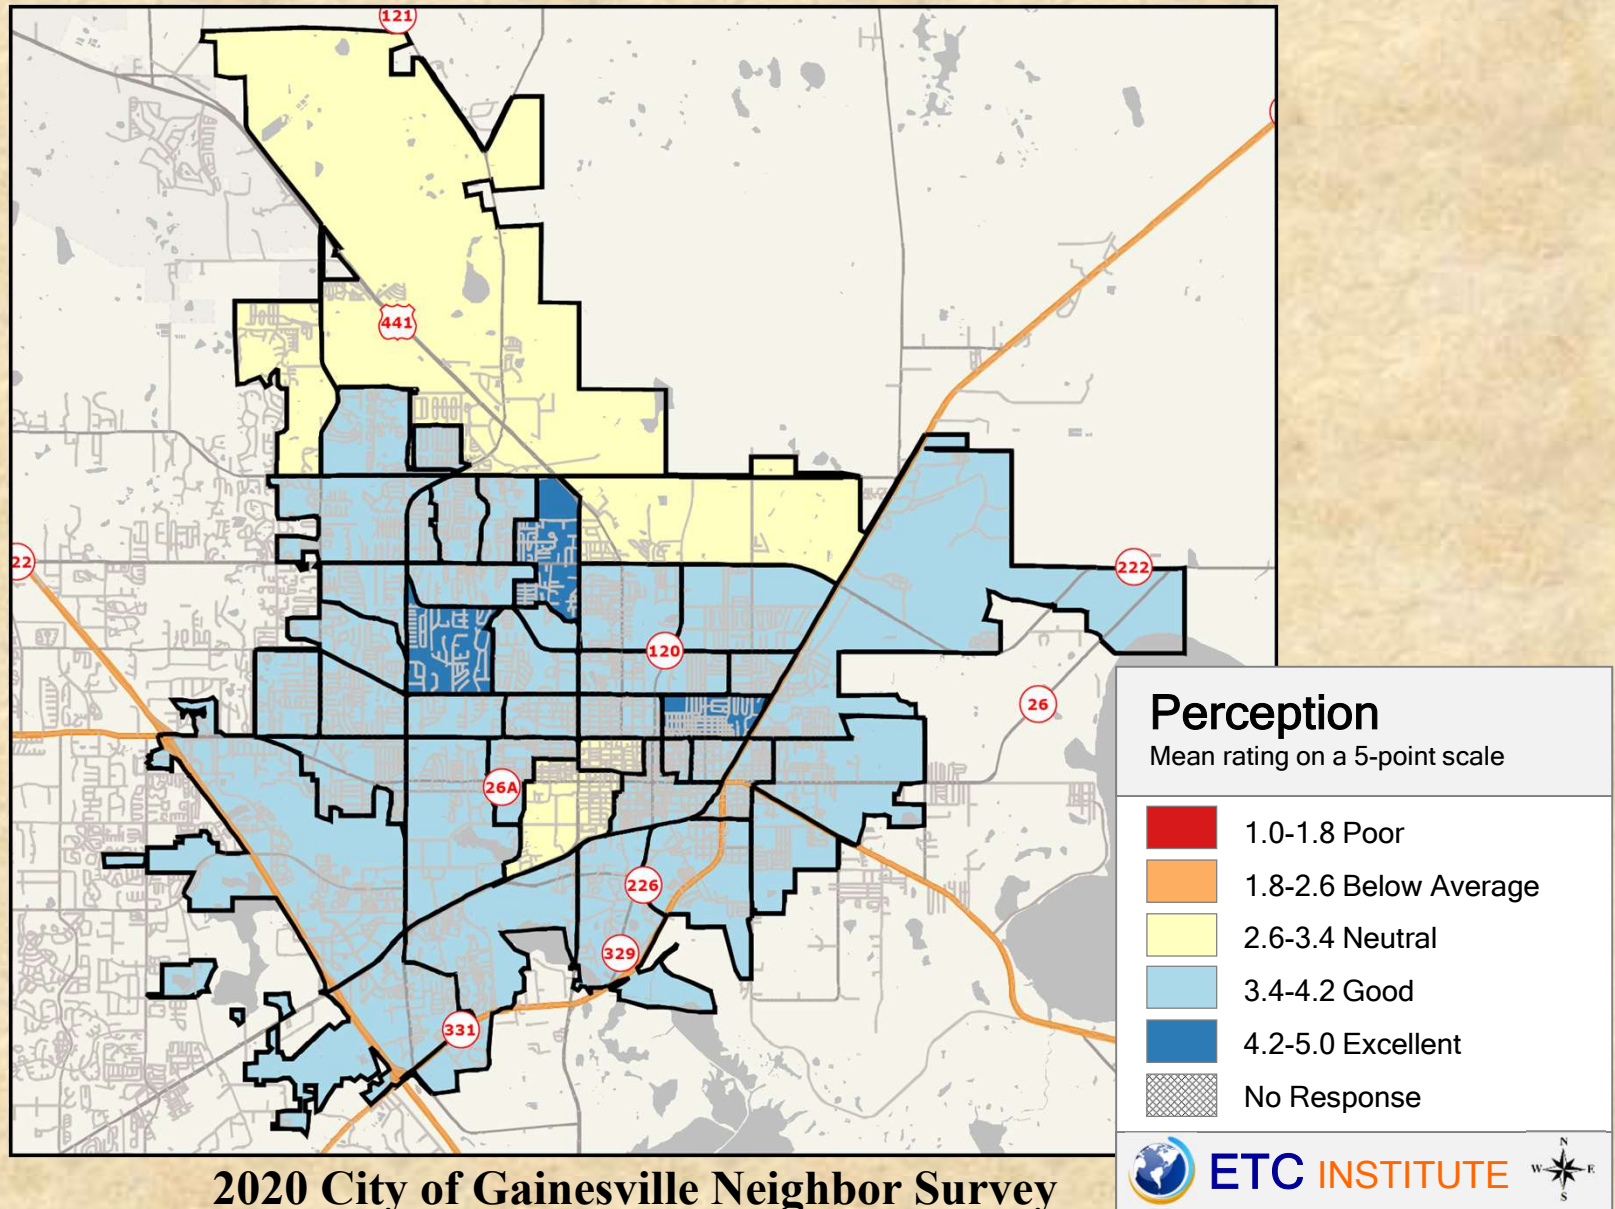 121
441
22
222
120
26
26A
226
329
331
Perception
Mean rating on a 5-point scale
1.0-1.8 Poor
1.8-2.6 Below Average
2.6-3.4 Neutral
3.4-4.2 Good
4.2-5.0 Excellent
No Response
ETC INSTITUTE
N
W E
S
2020 City of Gainesville Neighbor Survey